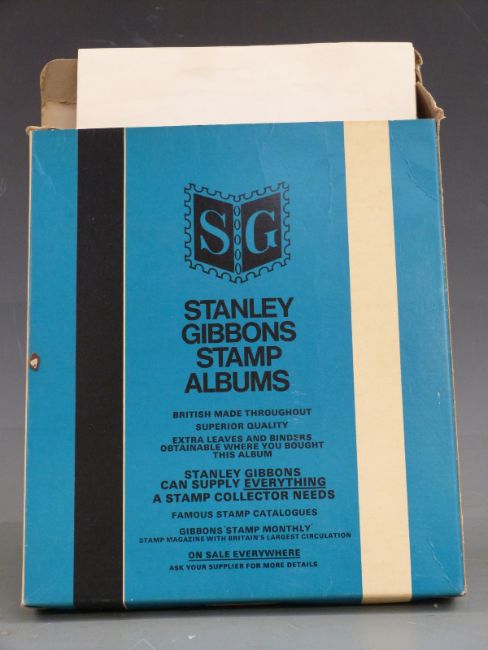 SG
STANLEY
GIBBONS
STAMP
ALBUMS
BRITISH MADE THROUGHOUT
SUPERIOR QUALITY
EXTRA LEAVES AND BINDERS
OBTAINABLE WHERE YOU BOUGHT
THIS ALBUM
STANLEY GIBBONS
CAN SUPPLY EVERYTHING
A STAMP COLLECTOR NEEDS
FAMOUS STAMP CATALOGUES
GIBBONS 'STAMP MONTHLY'
STAMP MAGAZINE WITH BRITAIN'S LARGEST CIRCULATION
ON SALE EVERYWHERE
ASK YOUR SUPPLIER FOR MORE DETAILS